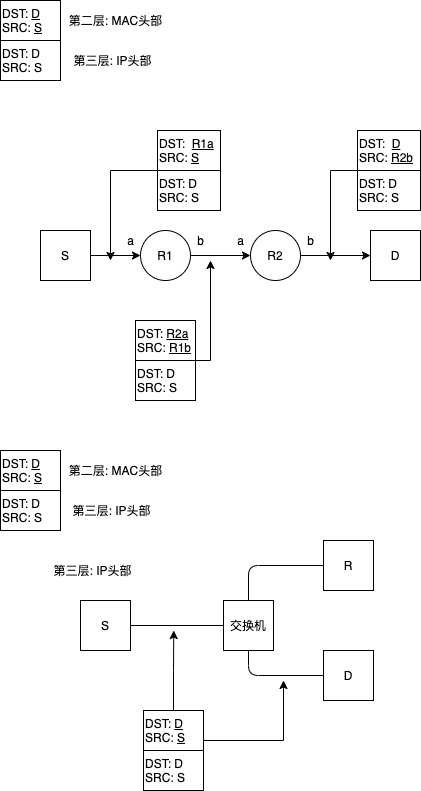 DST: D
SRC: S
第二层: MAC头部
DST: D
SRC: S
第三层: IP头部
DST: R1a
SRC: S
DST: D
SRC: S
DST: D
SRC: R2b
DST: D
SRC: S
S
a
R1
b
a
R2
b
D
DST: R2a
SRC: R1b
DST: D
SRC: S
DST: D
SRC: S
第二层: MAC头部
DST: D
SRC: S
第三层: IP头部
第三层: IP头部
R
S
交换机
D
DST: D
SRC: S
DST: D
SRC: S